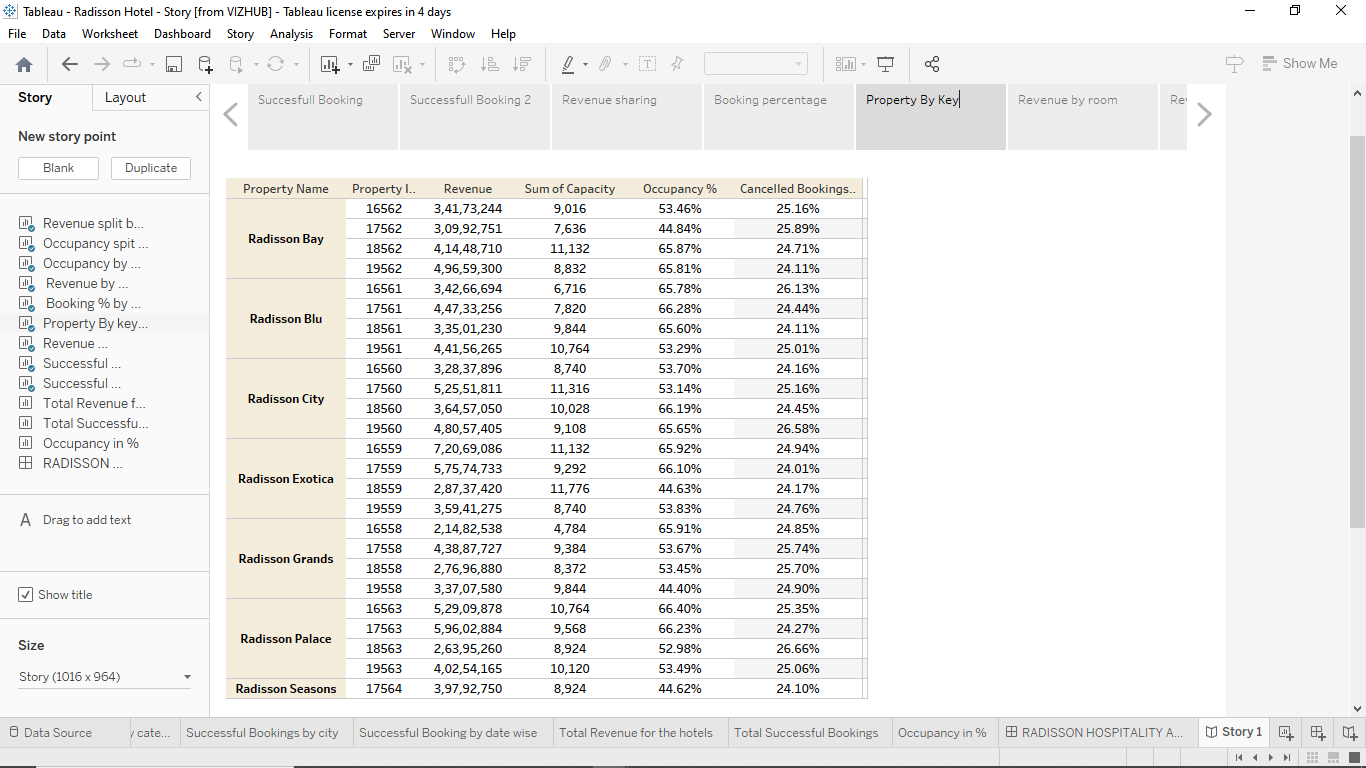 Tableau - Radisson Hotel - Story [from VIZHUB] - Tableau license expires in 4 days
File Data Worksheet Dashboard Story Analysis Format Server Window Help
Show Me
Story Layout
New story point
Blank Duplicate
Revenue split b...
Occupancy spit ...
Occupancy by ...
Revenue by ...
Booking % by ...
Property By key...
Revenue ...
Successful ...
Successful ...
Total Revenue f...
Total Successfu...
Occupancy in %
RADISSON ...
A Drag to add text
Show title
Size
Story (1016 x 964)
Succesfull Booking Successfull Booking 2 Revenue sharing Booking percentage Property By Key Revenue by room Rev
Property Name Property I.. Revenue Sum of Capacity Occupancy % Cancelled Bookings..
Radisson Bay
16562 3,41,73,244 9,016 53.46% 25.16%
17562 3,09,92,751 7,636 44.84% 25.89%
18562 4,14,48,710 11,132 65.87% 24.71%
19562 4,96,59,300 8,832 65.81% 24.11%
Radisson Blu
16561 3,42,66,694 6,716 65.78% 26.13%
17561 4,47,33,256 7,820 66.28% 24.44%
18561 3,35,01,230 9,844 65.60% 24.11%
19561 4,41,56,265 10,764 53.29% 25.01%
Radisson City
16560 3,28,37,896 8,740 53.70% 24.16%
17560 5,25,51,811 11,316 53.14% 25.16%
18560 3,64,57,050 10,028 66.19% 24.45%
19560 4,80,57,405 9,108 65.65% 26.58%
Radisson Exotica
16559 7,20,69,086 11,132 65.92% 24.94%
17559 5,75,74,733 9,292 66.10% 24.01%
18559 2,87,37,420 11,776 44.63% 24.17%
19559 3,59,41,275 8,740 53.83% 24.76%
Radisson Grands
16558 2,14,82,538 4,784 65.91% 24.85%
17558 4,38,87,727 9,384 53.67% 25.74%
18558 2,76,96,880 8,372 53.45% 25.70%
19558 3,37,07,580 9,844 44.40% 24.90%
Radisson Palace
16563 5,29,09,878 10,764 66.40% 25.35%
17563 5,96,02,884 9,568 66.23% 24.27%
18563 2,63,95,260 8,924 52.98% 26.66%
19563 4,02,54,165 10,120 53.49% 25.06%
Radisson Seasons 17564 3,97,92,750 8,924 44.62% 24.10%
Data Source y cate... Successful Bookings by city Successful Booking by date wise Total Revenue for the hotels Total Successful Bookings Occupancy in % RADISSON HOSPITALITY A... Story 1